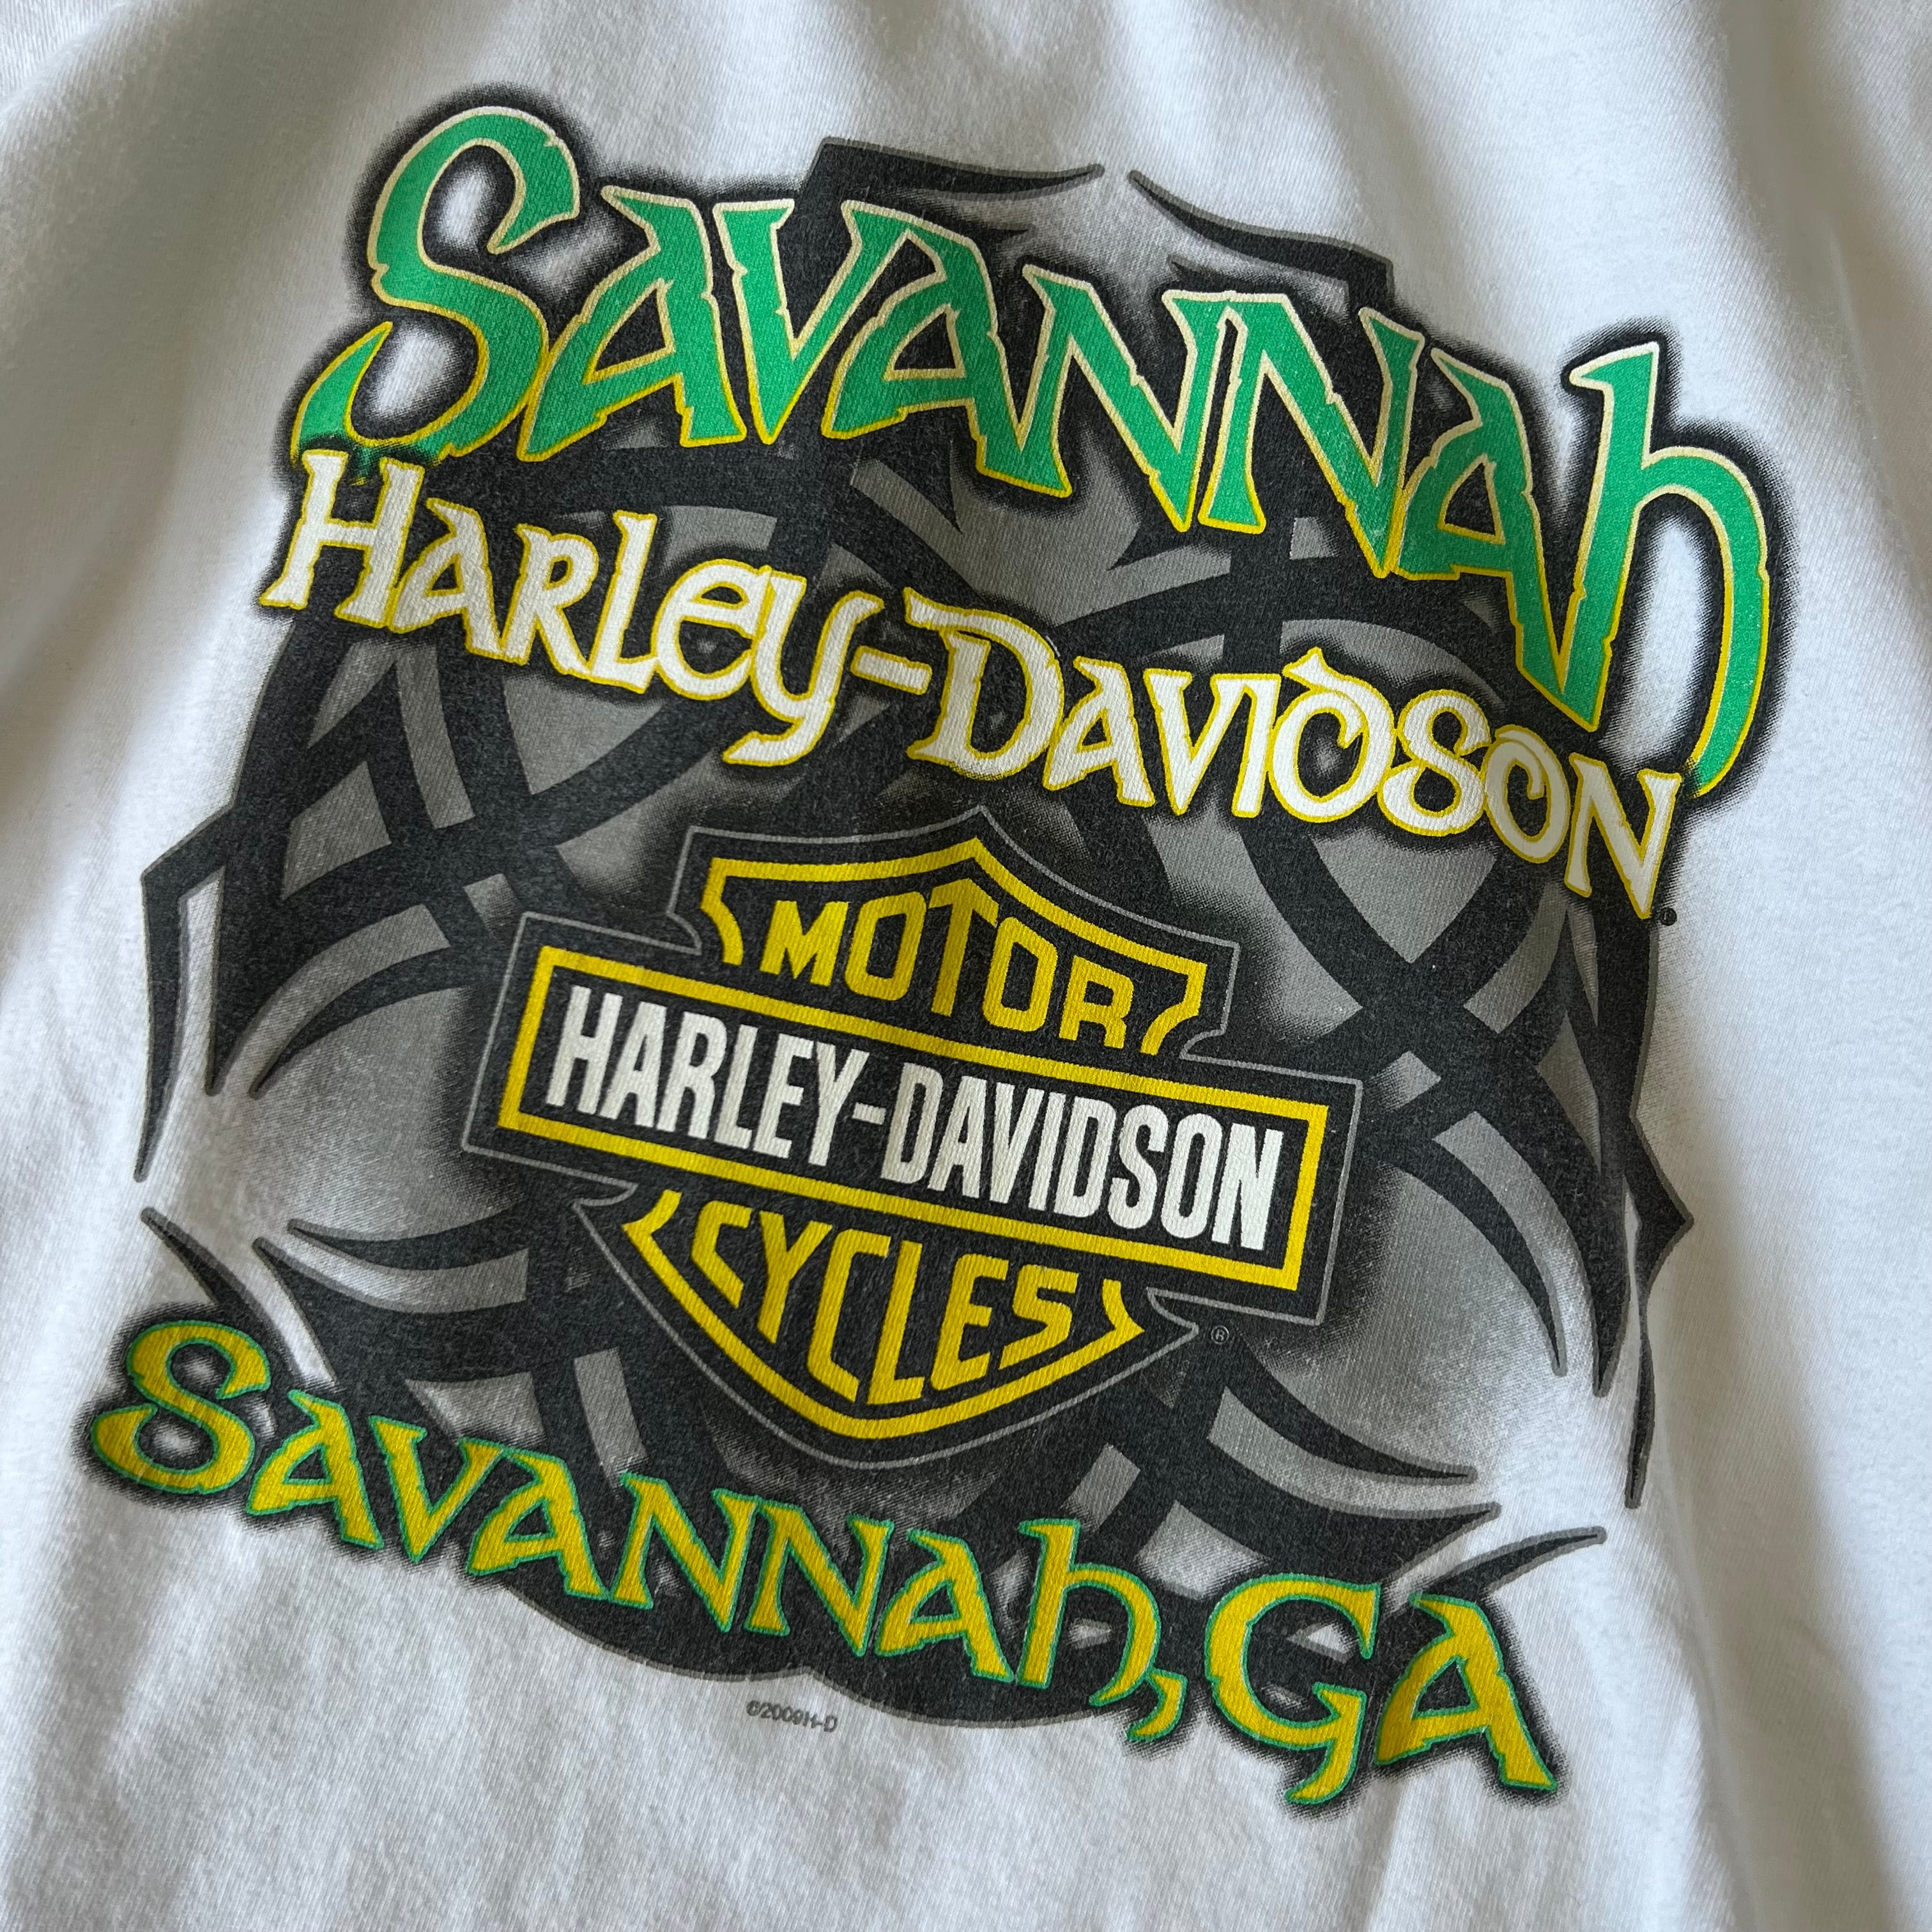 SAVANNAh
HARLEY-DAVIDSON
MOTOR
HARLEY-DAVIDSON
CYCLES
®
SAVANNAh, GA
©2009H-D